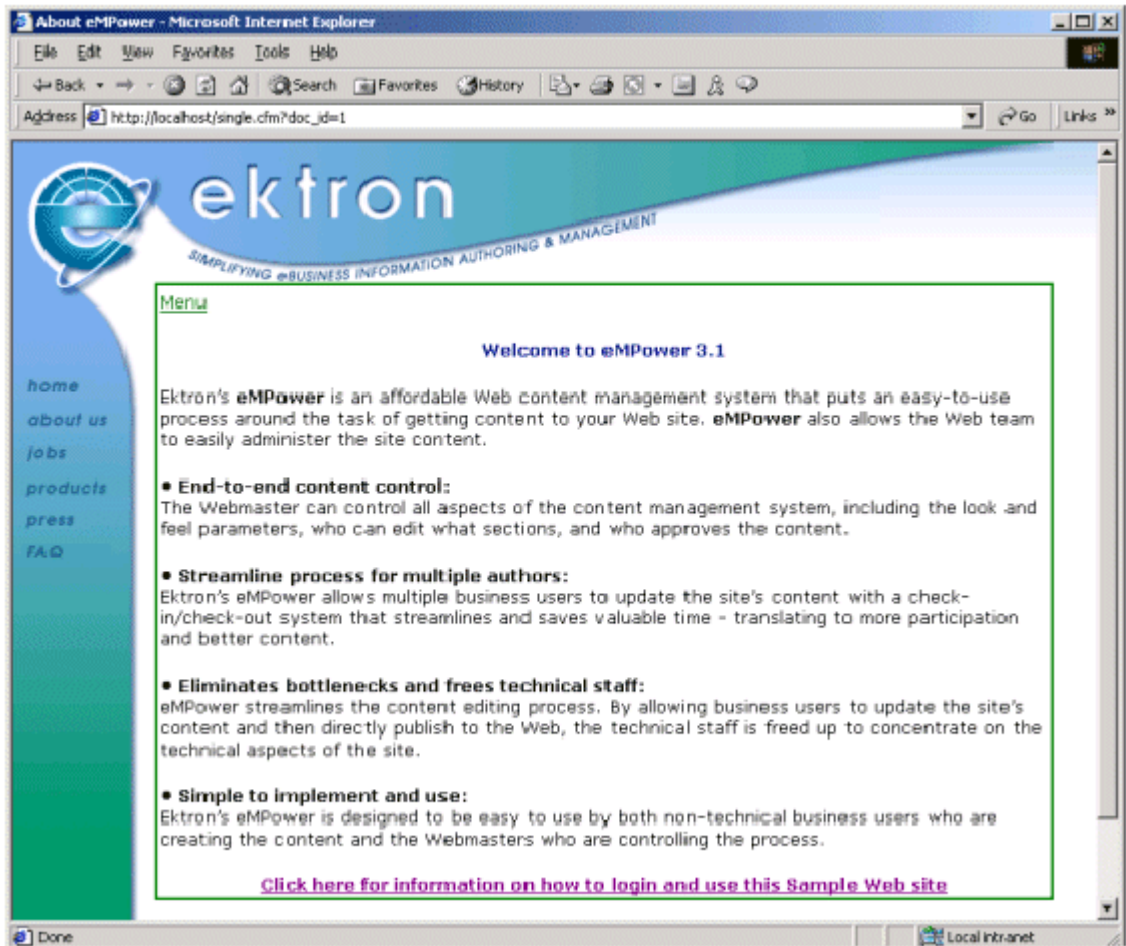 About eMPower - Microsoft Internet Explorer
File Edit View Favorites Tools Help
Back Search Favorites History
Address http://localhost/single.cfm?doc_id=1 Go Links »
ektron
SIMPLIFYING eBUSINESS INFORMATION AUTHORING & MANAGEMENT
Menu
Welcome to eMPower 3.1
home
about us
jobs
products
press
FAQ
Ektron's eMPower is an affordable Web content management system that puts an easy-to-use
process around the task of getting content to your Web site. eMPower also allows the Web team
to easily administer the site content.
• End-to-end content control:
The Webmaster can control all aspects of the content management system, including the look and
feel parameters, who can edit what sections, and who approves the content.
• Streamline process for multiple authors:
Ektron's eMPower allows multiple business users to update the site's content with a check-
in/check-out system that streamlines and saves valuable time - translating to more participation
and better content.
• Eliminates bottlenecks and frees technical staff:
eMPower streamlines the content editing process. By allowing business users to update the site's
content and then directly publish to the Web, the technical staff is freed up to concentrate on the
technical aspects of the site.
• Simple to implement and use:
Ektron's eMPower is designed to be easy to use by both non-technical business users who are
creating the content and the Webmasters who are controlling the process.
Click here for information on how to login and use this Sample Web site
Done Local intranet